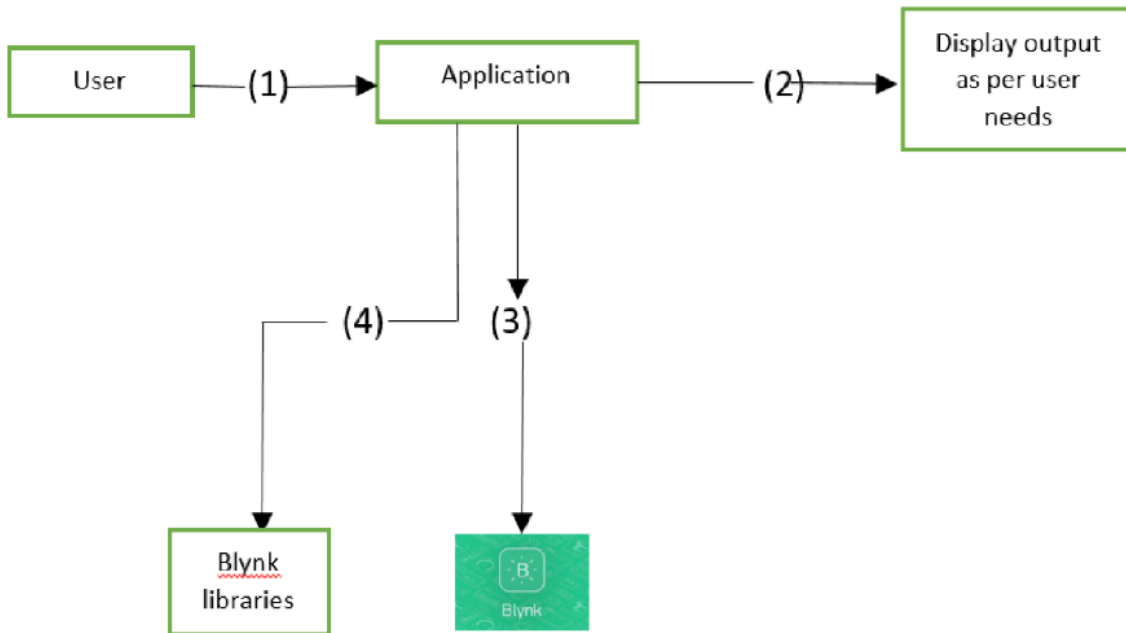 User
(1)
Application
(2)
Display output
as per user
needs
(4)
(3)
Blynk
libraries
B
Blynk